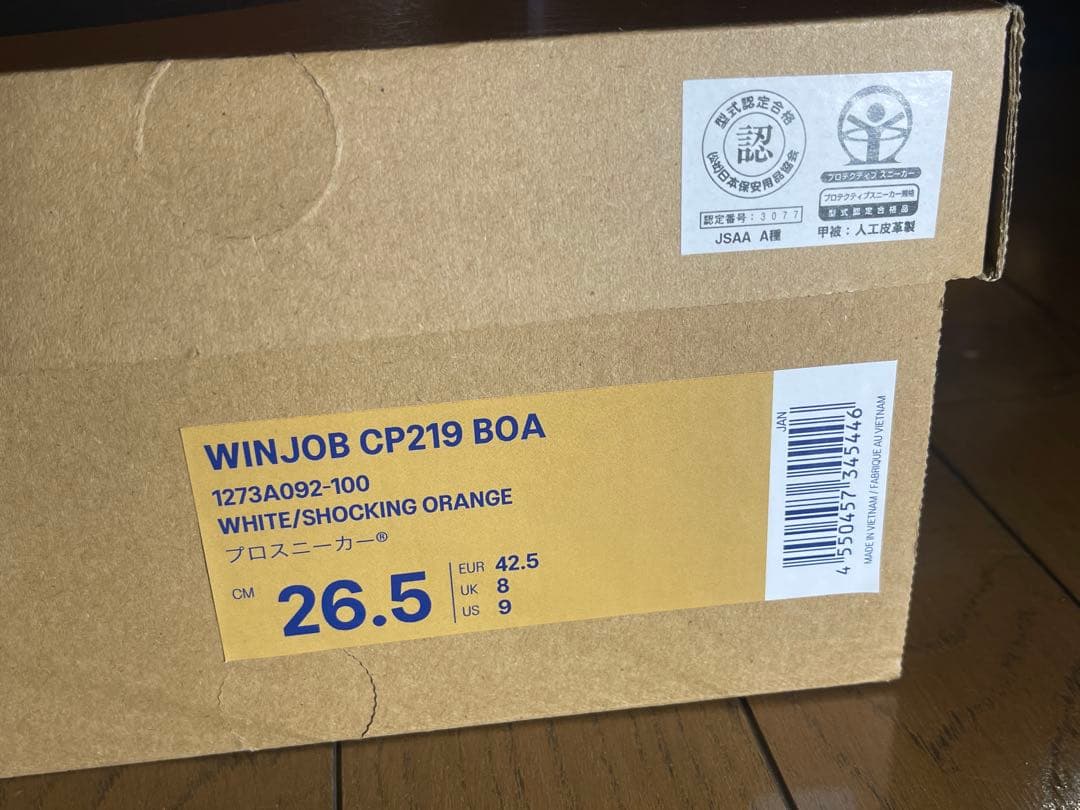 型式認定合格
認
(公社)日本保安用品協会
認定番号:3077
JSAA A種
プロテクティブ スニーカー
プロテクティブスニーカー規格
型式認定合格品
甲被:人工皮革製
WINJOB CP219 BOA
1273A092-100
WHITE/SHOCKING ORANGE
プロスニーカー®
CM 26.5
EUR 42.5
UK 8
US 9
JAN
4 550457 345446
MADE IN VIETNAM / FABRIQUE AU VIETNAM